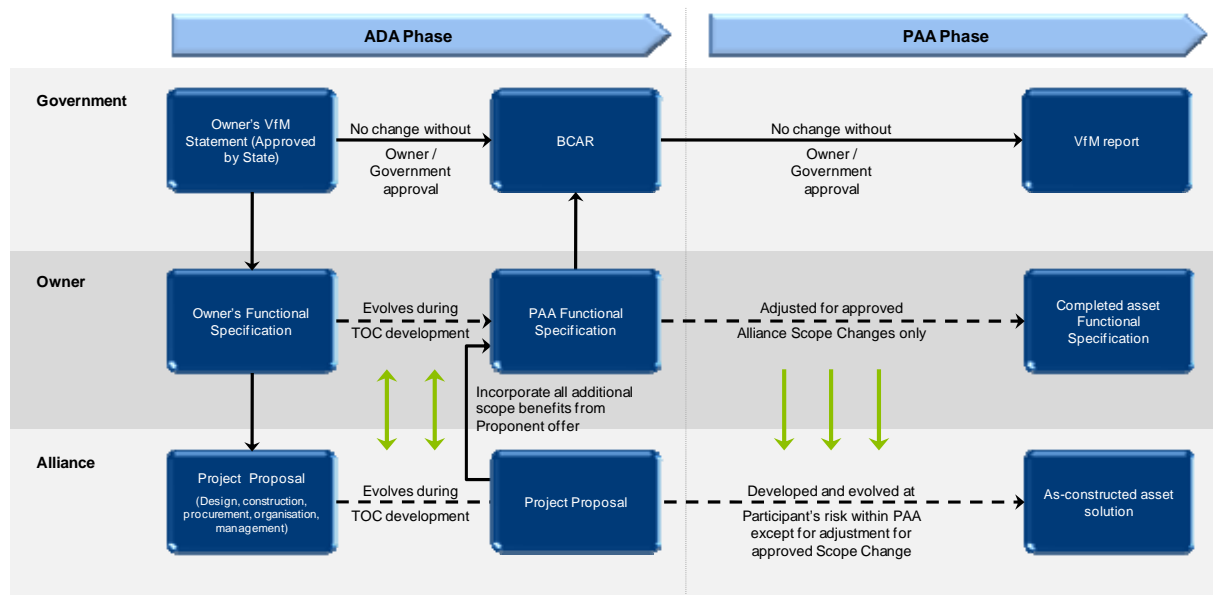 ADA Phase
PAA Phase
Government
Owner's VfM
Statement (Approved
by State)
No change without
Owner /
Government
approval
BCAR
No change without
Owner /
Government
approval
VfM report
Owner
Owner's Functional
Specification
Evolves during
TOC development
PAA Functional
Specification
Adjusted for approved
Alliance Scope Changes only
Completed asset
Functional
Specification
Incorporate all additional
scope benefits from
Proponent offer
Alliance
Project Proposal
(Design, construction,
procurement, organisation,
management)
Evolves during
TOC development
Project Proposal
Developed and evolved at
Participant's risk within PAA
except for adjustment for
approved Scope Change
As-constructed asset
solution